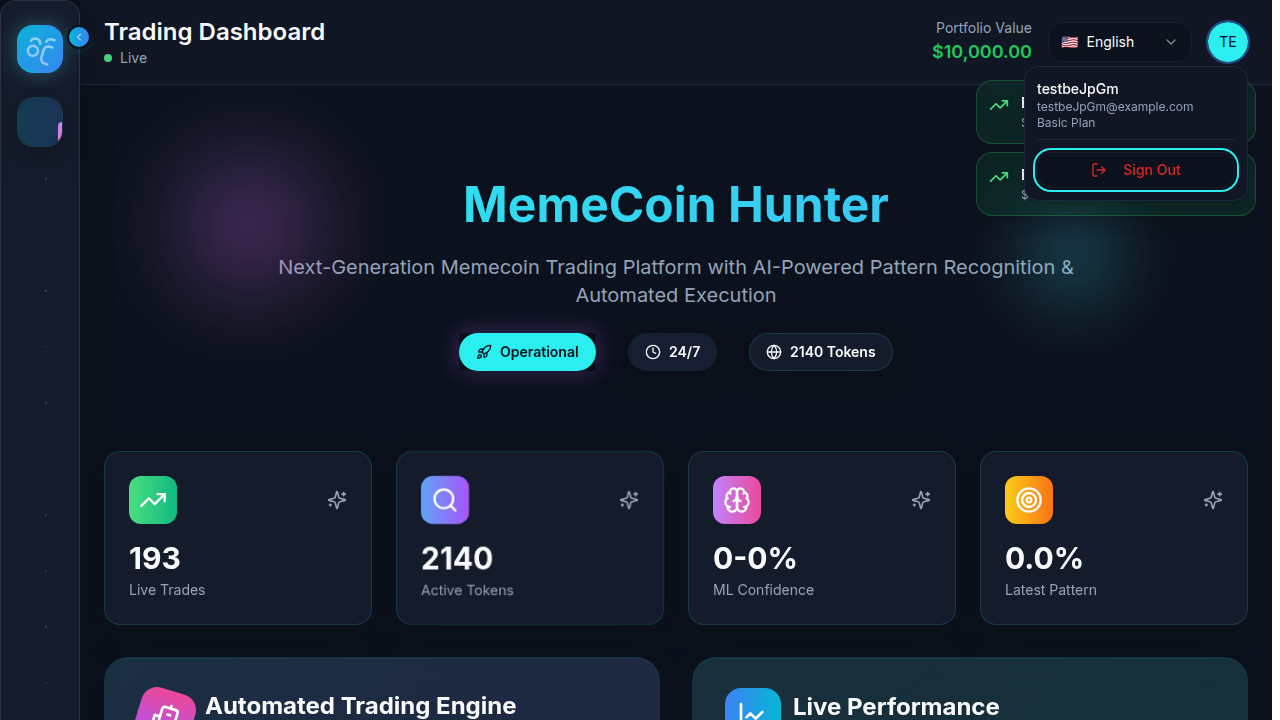 Trading Dashboard
Live
Portfolio Value
$10,000.00
English
TE
testbeJpGm
testbeJpGm@example.com
Basic Plan
Sign Out
MemeCoin Hunter
Next-Generation Memecoin Trading Platform with AI-Powered Pattern Recognition &
Automated Execution
Operational
24/7
2140 Tokens
193
Live Trades
2140
Active Tokens
0-0%
ML Confidence
0.0%
Latest Pattern
Automated Trading Engine
Live Performance